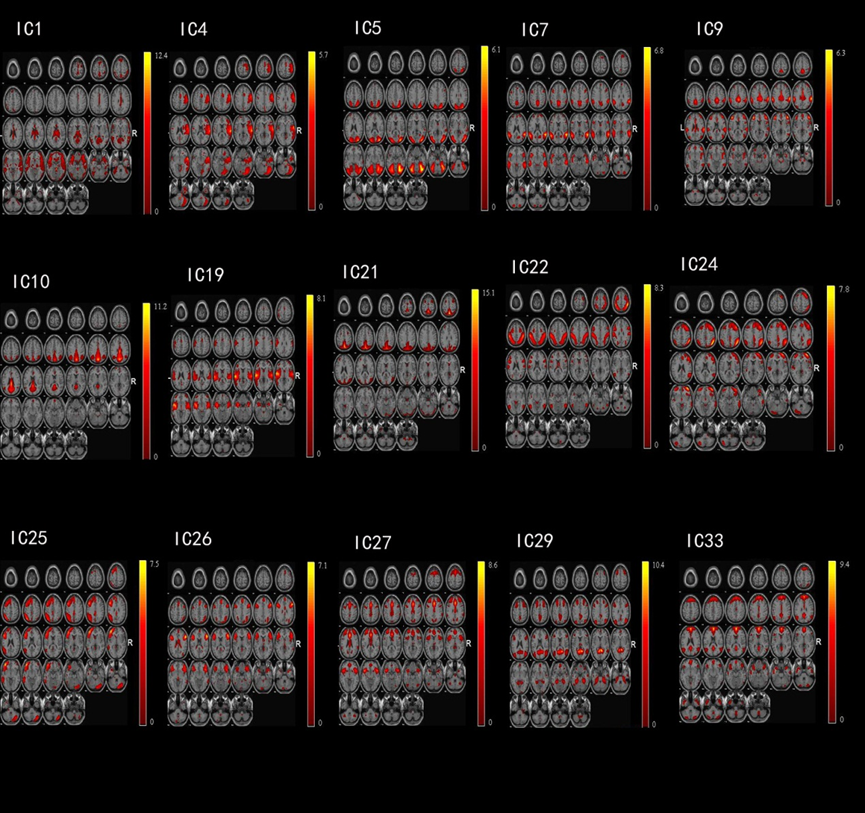 IC1
IC4
IC5
IC7
IC9
12.4
5.7
6.1
6.8
6.3
R
R
R
R
L
0
0
0
0
0
IC10
IC19
IC21
IC22
IC24
11.2
8.1
15.1
8.3
7.8
R
R
R
R
R
0
0
0
0
0
IC25
IC26
IC27
IC29
IC33
7.5
7.1
8.6
10.4
9.4
R
R
R
R
R
0
0
0
0
0